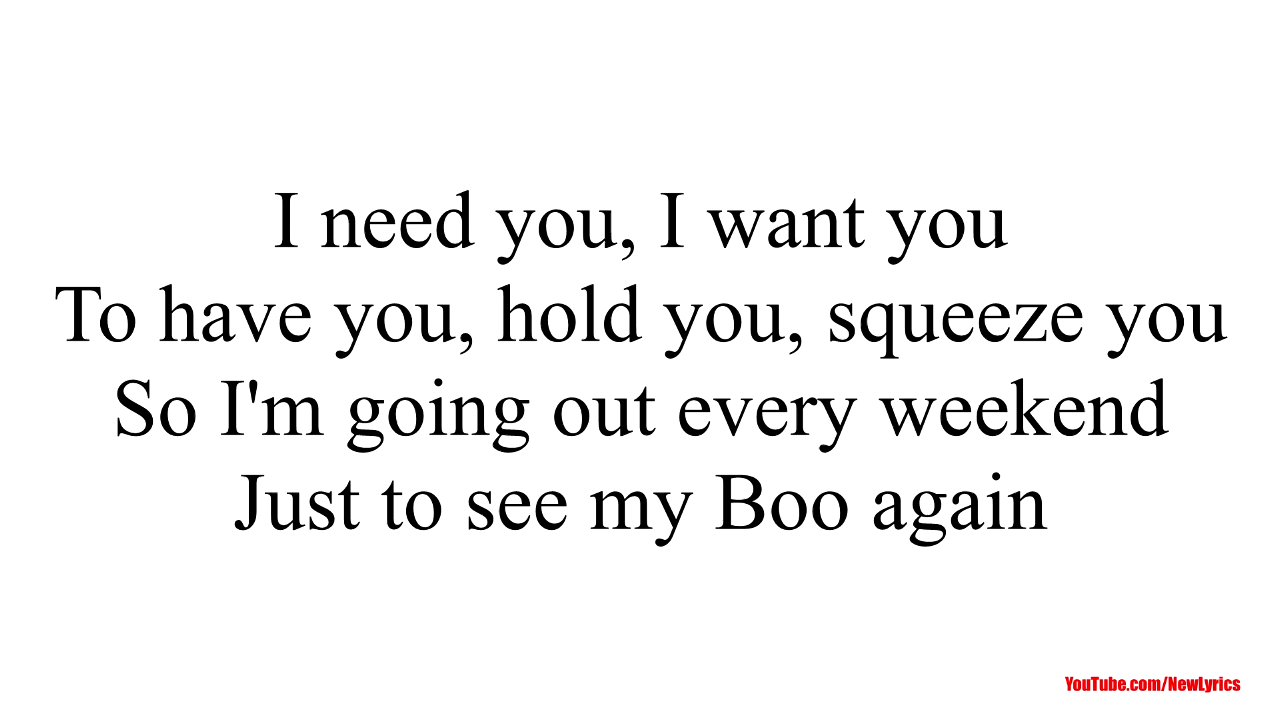 I need you, I want you
To have you, hold you, squeeze you
So I'm going out every weekend
Just to see my Boo again
YouTube.com/NewLyrics